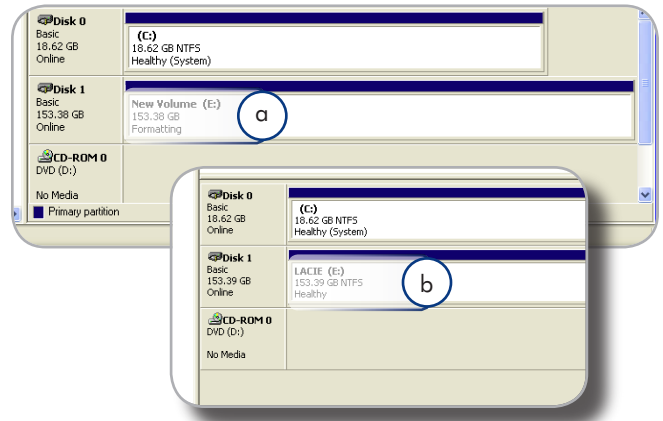 Disk 0
Basic
18.62 GB
Online
(C:)
18.62 GB NTFS
Healthy (System)
Disk 1
Basic
153.38 GB
Online
New Volume (E:)
153.38 GB
Formatting
a
CD-ROM 0
DVD (D:)
No Media
Primary partition
Disk 0
Basic
18.62 GB
Online
(C:)
18.62 GB NTFS
Healthy (System)
Disk 1
Basic
153.39 GB
Online
LACIE (E:)
153.39 GB NTFS
Healthy
b
CD-ROM 0
DVD (D:)
No Media